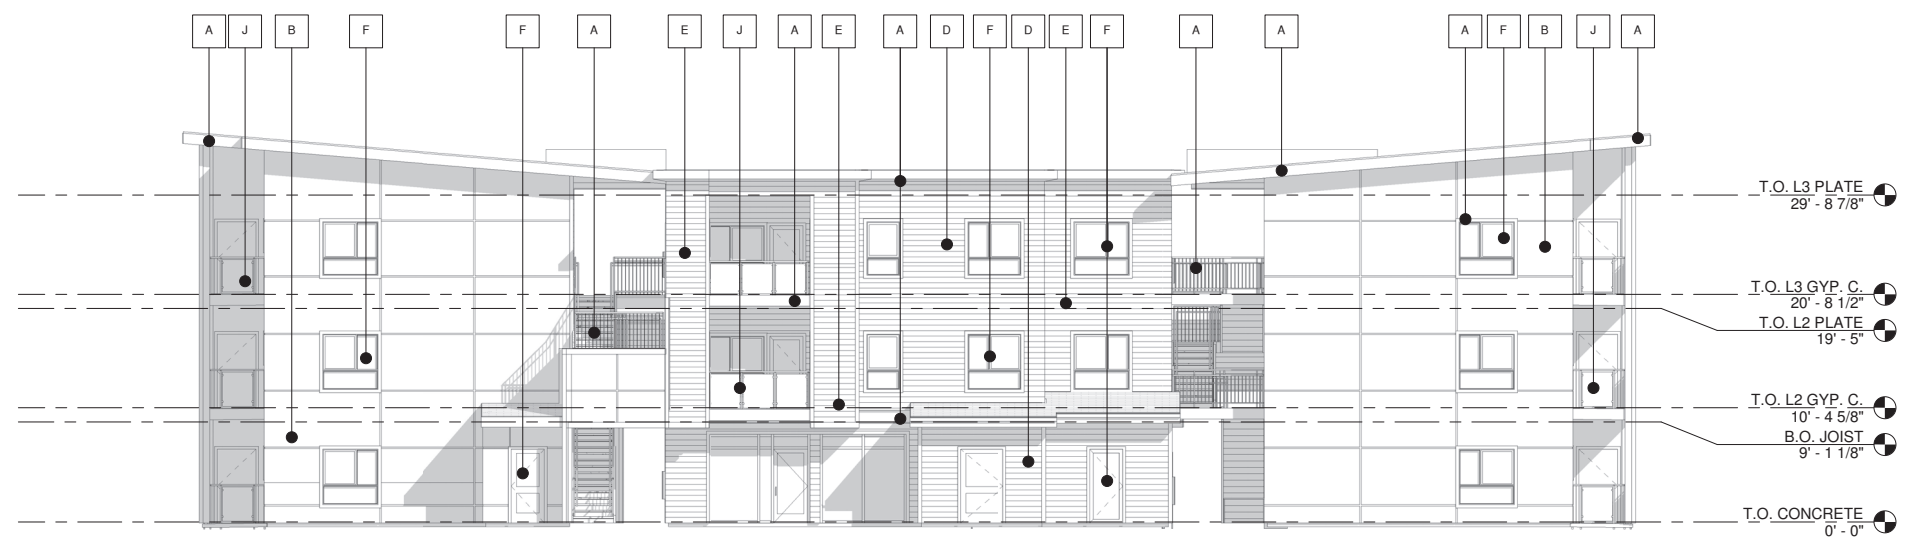 A J B F F A E J A E A D F D E F A A A F B J A
T.O. L3 PLATE
29' - 8 7/8"
T.O. L3 GYP. C.
20' - 8 1/2"
T.O. L2 PLATE
19' - 5"
T.O. L2 GYP. C.
10' - 4 5/8"
B.O. JOIST
9' - 1 1/8"
T.O. CONCRETE
0' - 0"